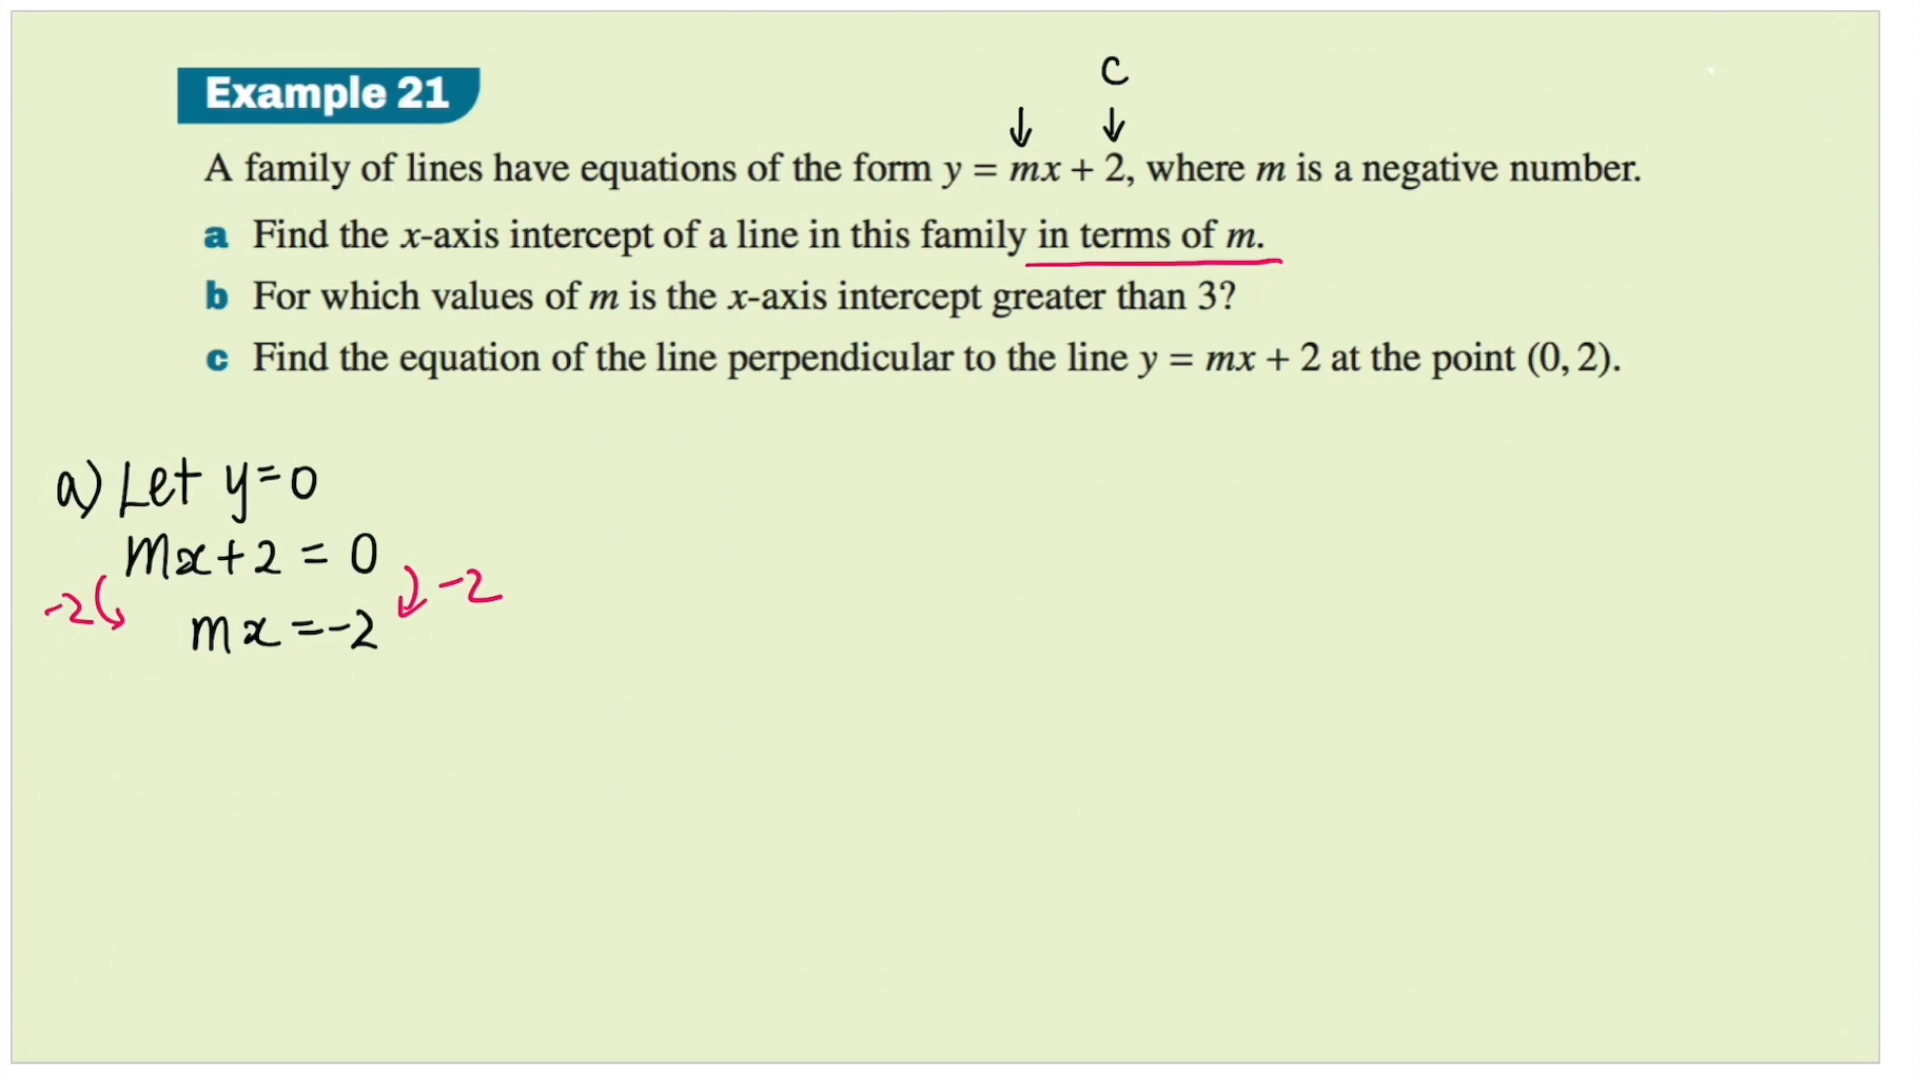 Example 21
C
↓ ↓
A family of lines have equations of the form y = mx + 2, where m is a negative number.
a Find the x-axis intercept of a line in this family in terms of m.
b For which values of m is the x-axis intercept greater than 3?
c Find the equation of the line perpendicular to the line y = mx + 2 at the point (0, 2).
a) Let y=0
mx+2 = 0
-2 -2
mx =-2